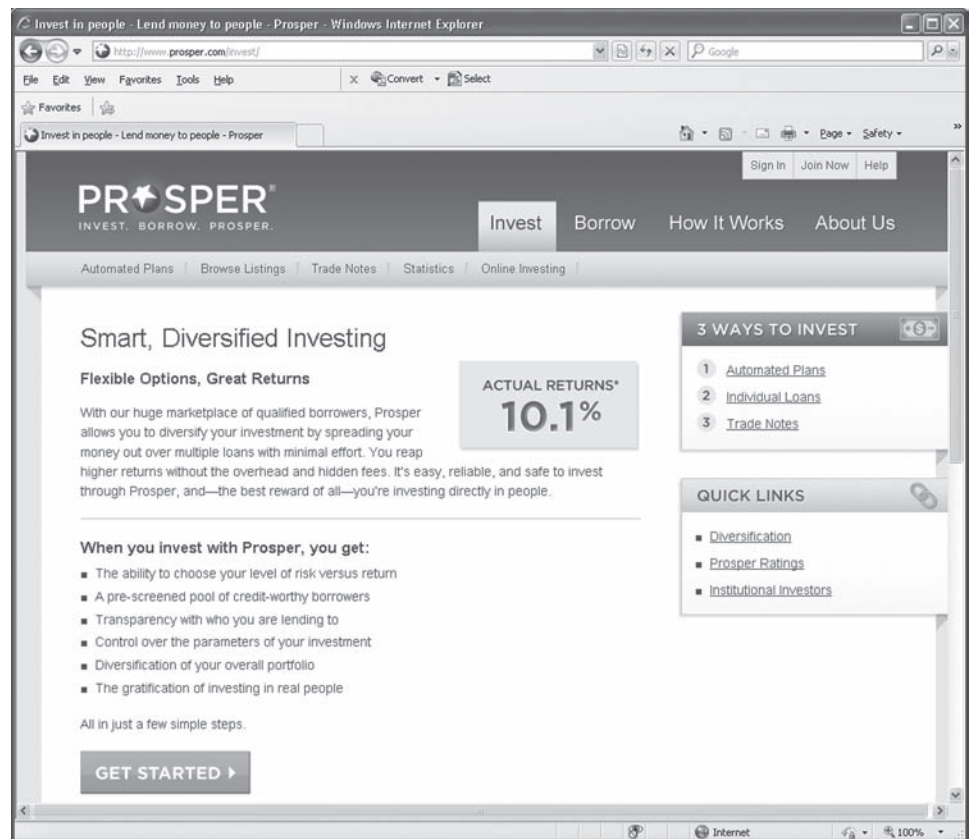 Invest in people - Lend money to people - Prosper - Windows Internet Explorer
http://www.prosper.com/invest/
Google
File Edit View Favorites Tools Help
x Convert Select
Favorites
Invest in people - Lend money to people - Prosper
Page Safety
Sign In Join Now Help
PROSPER®
INVEST. BORROW. PROSPER.
Invest Borrow How It Works About Us
Automated Plans Browse Listings Trade Notes Statistics Online Investing
Smart, Diversified Investing
Flexible Options, Great Returns
With our huge marketplace of qualified borrowers, Prosper
allows you to diversify your investment by spreading your
money out over multiple loans with minimal effort. You reap
higher returns without the overhead and hidden fees. It's easy, reliable, and safe to invest
through Prosper, and—the best reward of all—you're investing directly in people.
ACTUAL RETURNS*
10.1%
When you invest with Prosper, you get:
The ability to choose your level of risk versus return
A pre-screened pool of credit-worthy borrowers
Transparency with who you are lending to
Control over the parameters of your investment
Diversification of your overall portfolio
The gratification of investing in real people
All in just a few simple steps.
GET STARTED
3 WAYS TO INVEST
1 Automated Plans
2 Individual Loans
3 Trade Notes
QUICK LINKS
Diversification
Prosper Ratings
Institutional Investors
Internet
100%